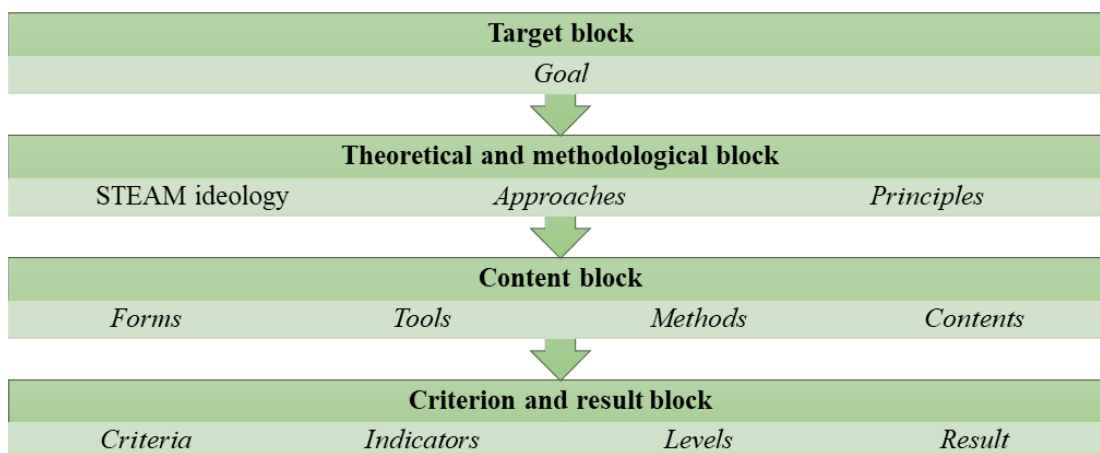 Target block
Goal
Theoretical and methodological block
STEAM ideology Approaches Principles
Content block
Forms Tools Methods Contents
Criterion and result block
Criteria Indicators Levels Result